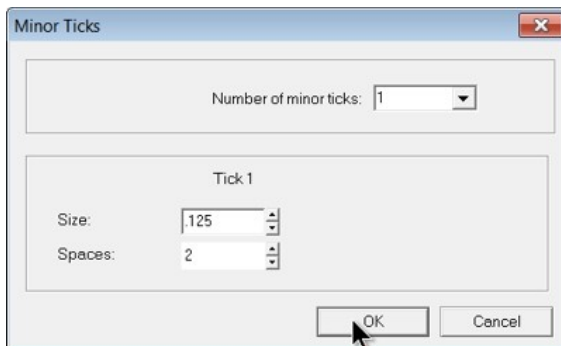 Minor Ticks
Number of minor ticks: 1
Tick 1
Size: .125
Spaces: 2
OK Cancel